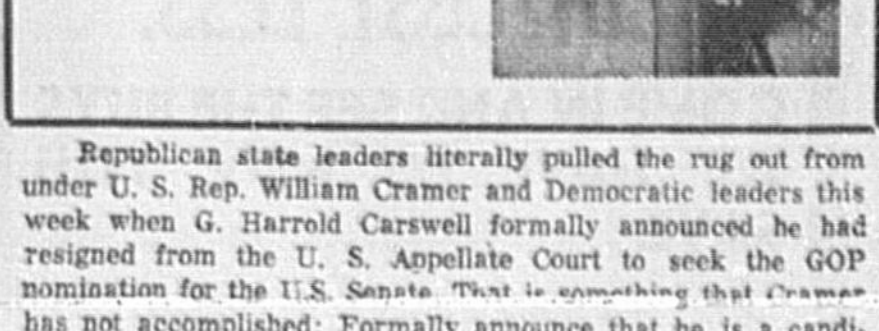 Republican state leaders literally pulled the rug out from
under U. S. Rep. William Cramer and Democratic leaders this
week when G. Harrold Carswell formally announced he had
resigned from the U. S. Appellate Court to seek the GOP
nomination for the U.S. Senate. That is something that Cramer
has not accomplished: Formally announce that he is a candi-